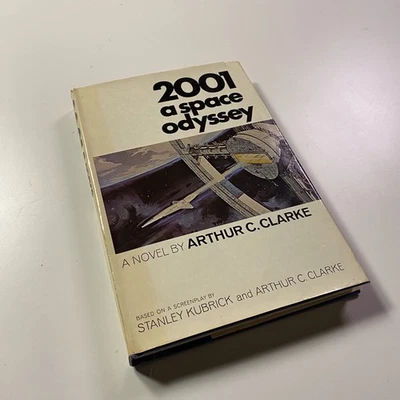 2001
a space
odyssey
A NOVEL BY ARTHUR C. CLARKE
BASED ON A SCREENPLAY BY
STANLEY KUBRICK and ARTHUR C. CLARKE